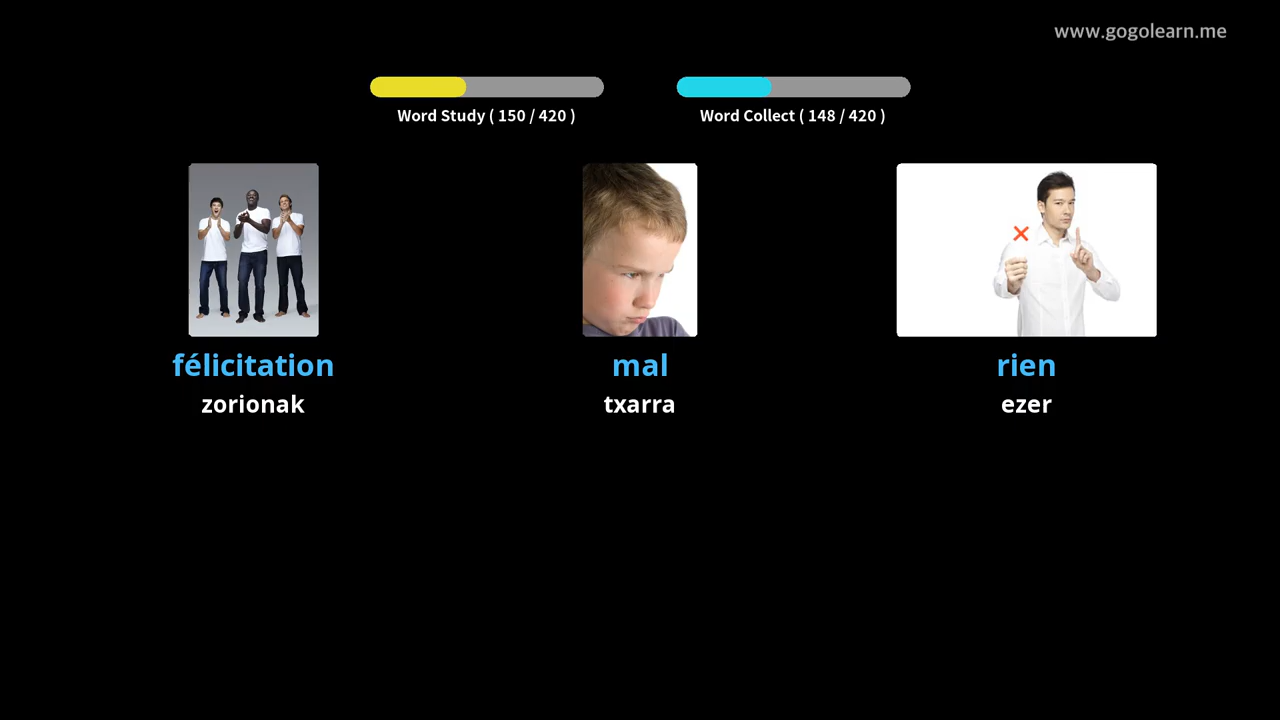 www.gogolearn.me
Word Study ( 150 / 420 )
Word Collect ( 148 / 420 )
félicitation
zorionak
mal
txarra
rien
ezer